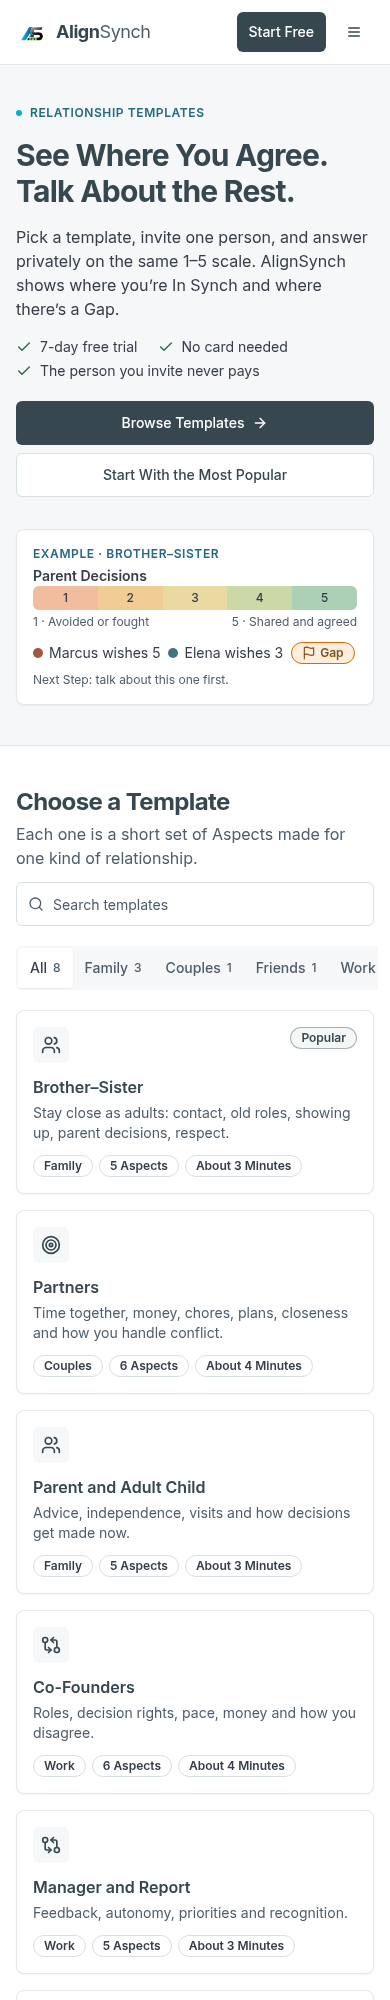 AlignSynch
Start Free
RELATIONSHIP TEMPLATES
See Where You Agree.
Talk About the Rest.
Pick a template, invite one person, and answer
privately on the same 1–5 scale. AlignSynch
shows where you're In Synch and where
there's a Gap.
7-day free trial
No card needed
The person you invite never pays
Browse Templates
Start With the Most Popular
EXAMPLE · BROTHER–SISTER
Parent Decisions
1 2 3 4 5
1 · Avoided or fought
5 · Shared and agreed
Marcus wishes 5
Elena wishes 3
Gap
Next Step: talk about this one first.
Choose a Template
Each one is a short set of Aspects made for
one kind of relationship.
Search templates
All 8
Family 3
Couples 1
Friends 1
Work
Popular
Brother–Sister
Stay close as adults: contact, old roles, showing
up, parent decisions, respect.
Family
5 Aspects
About 3 Minutes
Partners
Time together, money, chores, plans, closeness
and how you handle conflict.
Couples
6 Aspects
About 4 Minutes
Parent and Adult Child
Advice, independence, visits and how decisions
get made now.
Family
5 Aspects
About 3 Minutes
Co-Founders
Roles, decision rights, pace, money and how you
disagree.
Work
6 Aspects
About 4 Minutes
Manager and Report
Feedback, autonomy, priorities and recognition.
Work
5 Aspects
About 3 Minutes